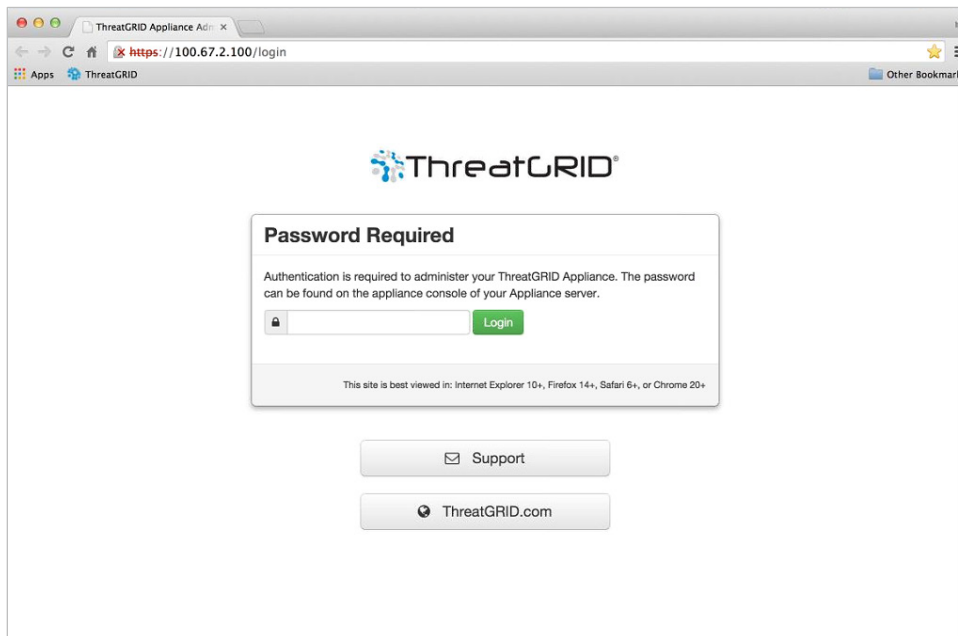 ThreatGRID Appliance Adn
https://100.67.2.100/login
Apps ThreatGRID Other Bookmar
ThreatGRID®
Password Required
Authentication is required to administer your ThreatGRID Appliance. The password
can be found on the appliance console of your Appliance server.
Login
This site is best viewed in: Internet Explorer 10+, Firefox 14+, Safari 6+, or Chrome 20+
Support
ThreatGRID.com